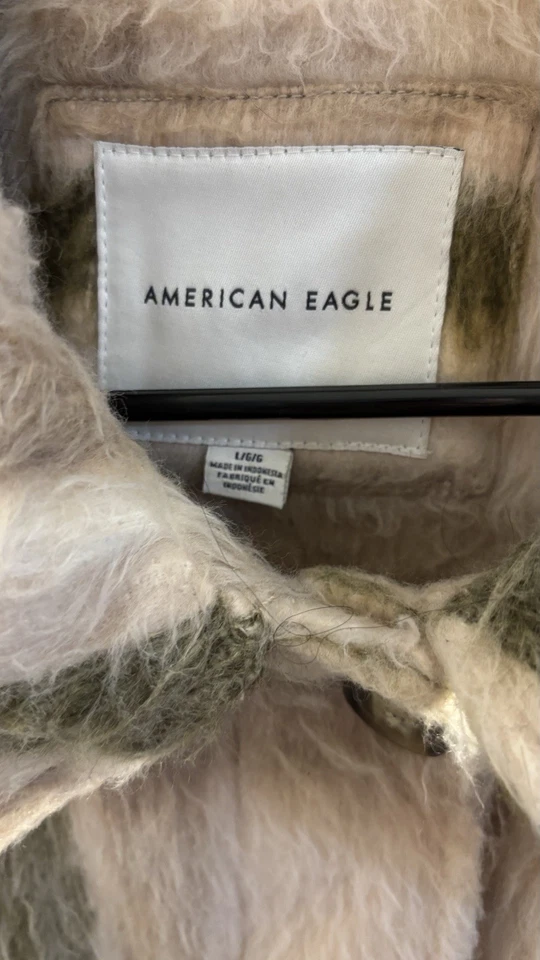 AMERICAN EAGLE
L/G/G
MADE IN INDONESIA
FABRIQUÉ EN
INDONÉSIE